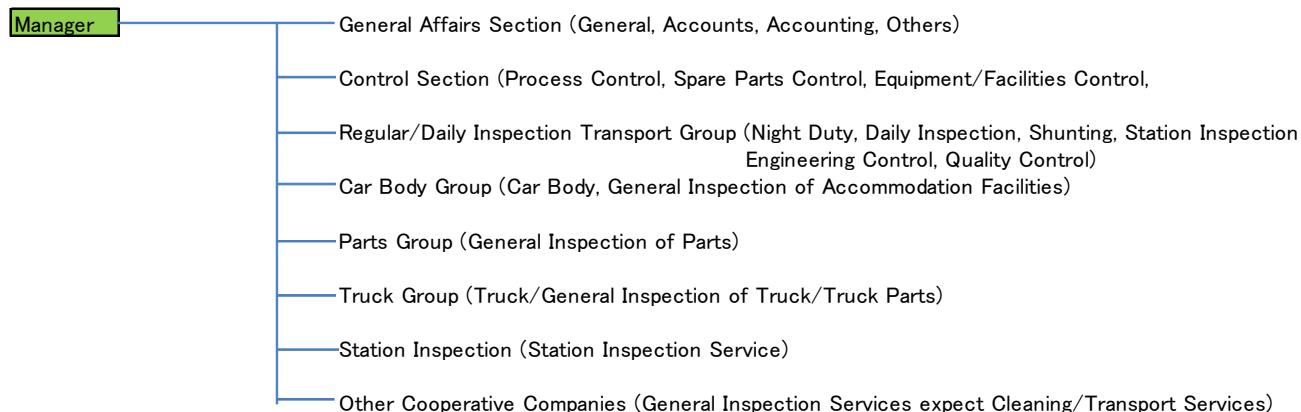 Manager
General Affairs Section (General, Accounts, Accounting, Others)
Control Section (Process Control, Spare Parts Control, Equipment/Facilities Control,
Regular/Daily Inspection Transport Group (Night Duty, Daily Inspection, Shunting, Station Inspection
Engineering Control, Quality Control)
Car Body Group (Car Body, General Inspection of Accommodation Facilities)
Parts Group (General Inspection of Parts)
Truck Group (Truck/General Inspection of Truck/Truck Parts)
Station Inspection (Station Inspection Service)
Other Cooperative Companies (General Inspection Services expect Cleaning/Transport Services)